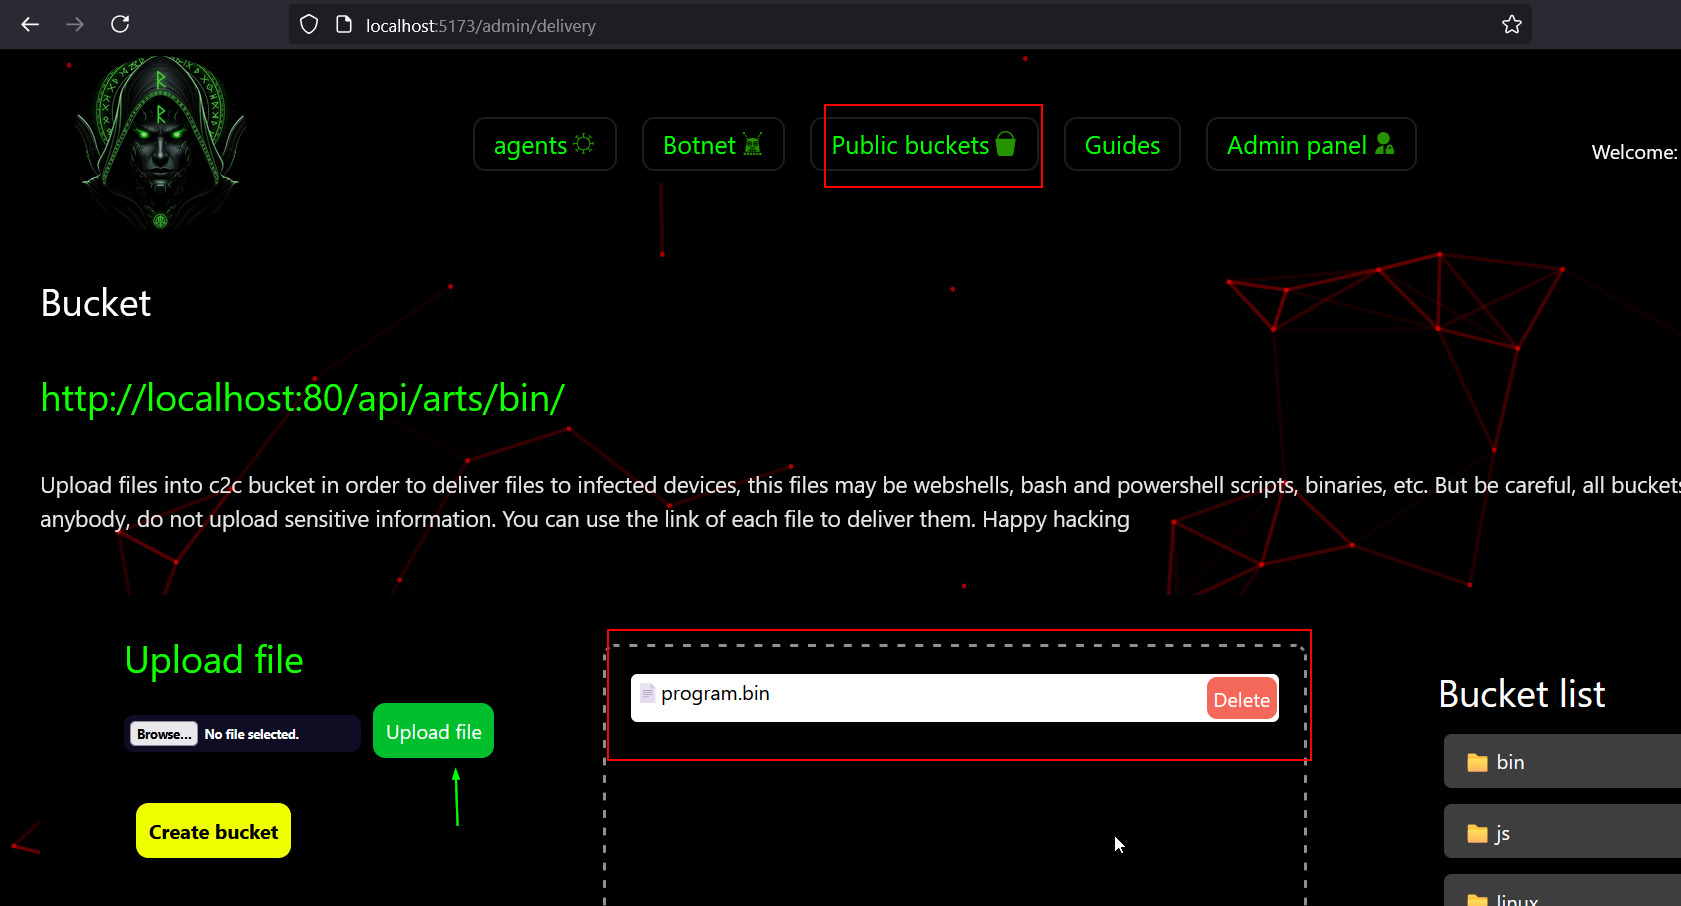 localhost:5173/admin/delivery
agents
Botnet
Public buckets
Guides
Admin panel
Welcome:
Bucket
http://localhost:80/api/arts/bin/
Upload files into c2c bucket in order to deliver files to infected devices, this files may be webshells, bash and powershell scripts, binaries, etc. But be careful, all buckets
anybody, do not upload sensitive information. You can use the link of each file to deliver them. Happy hacking
Upload file
Browse... No file selected.
Upload file
Create bucket
program.bin
Delete
Bucket list
bin
js
linux